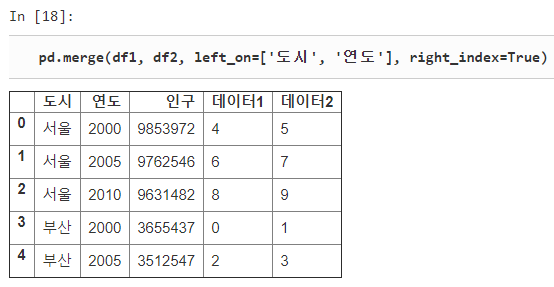 In [18]:
pd.merge(df1, df2, left_on=['도시', '연도'], right_index=True)
도시 연도 인구 데이터1 데이터2
0 서울 2000 9853972 4 5
1 서울 2005 9762546 6 7
2 서울 2010 9631482 8 9
3 부산 2000 3655437 0 1
4 부산 2005 3512547 2 3